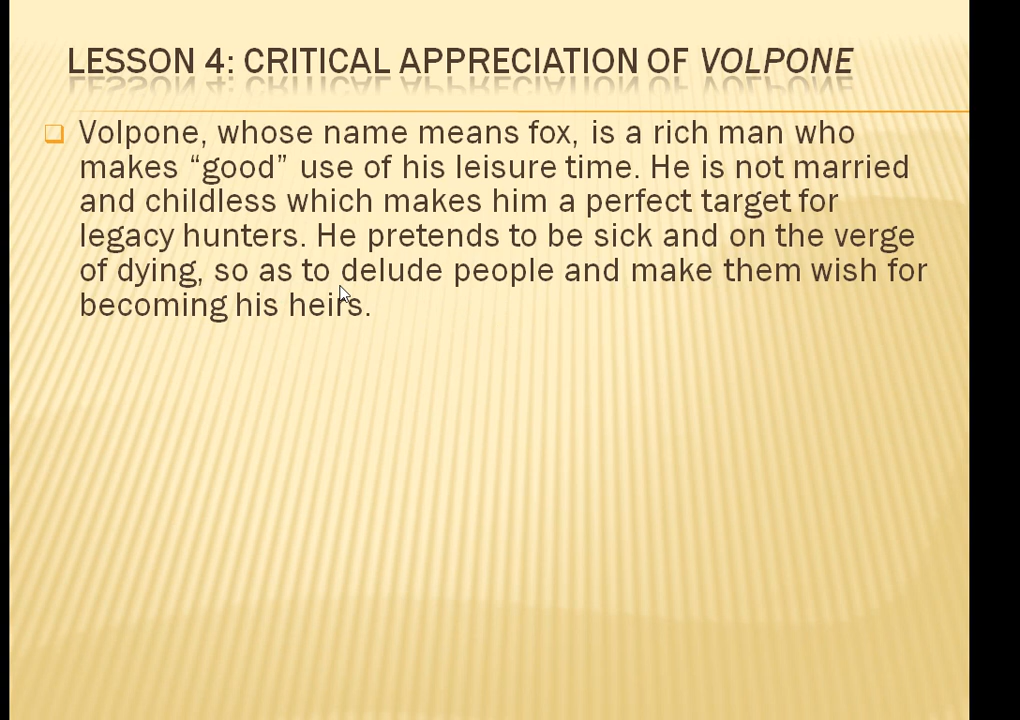 LESSON 4: CRITICAL APPRECIATION OF VOLPONE
Volpone, whose name means fox, is a rich man who
makes “good” use of his leisure time. He is not married
and childless which makes him a perfect target for
legacy hunters. He pretends to be sick and on the verge
of dying, so as to delude people and make them wish for
becoming his heirs.